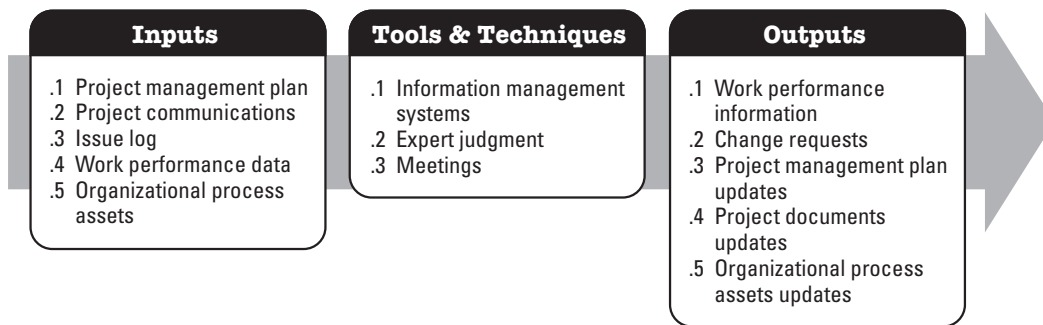 Inputs
.1 Project management plan
.2 Project communications
.3 Issue log
.4 Work performance data
.5 Organizational process
assets
Tools & Techniques
.1 Information management
systems
.2 Expert judgment
.3 Meetings
Outputs
.1 Work performance
information
.2 Change requests
.3 Project management plan
updates
.4 Project documents
updates
.5 Organizational process
assets updates